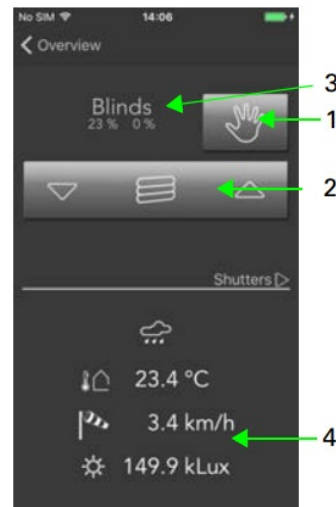 No SIM 14:06
Overview
3
Blinds
23 % 0 %
1
2
Shutters
23.4 °C
3.4 km/h
4
149.9 kLux